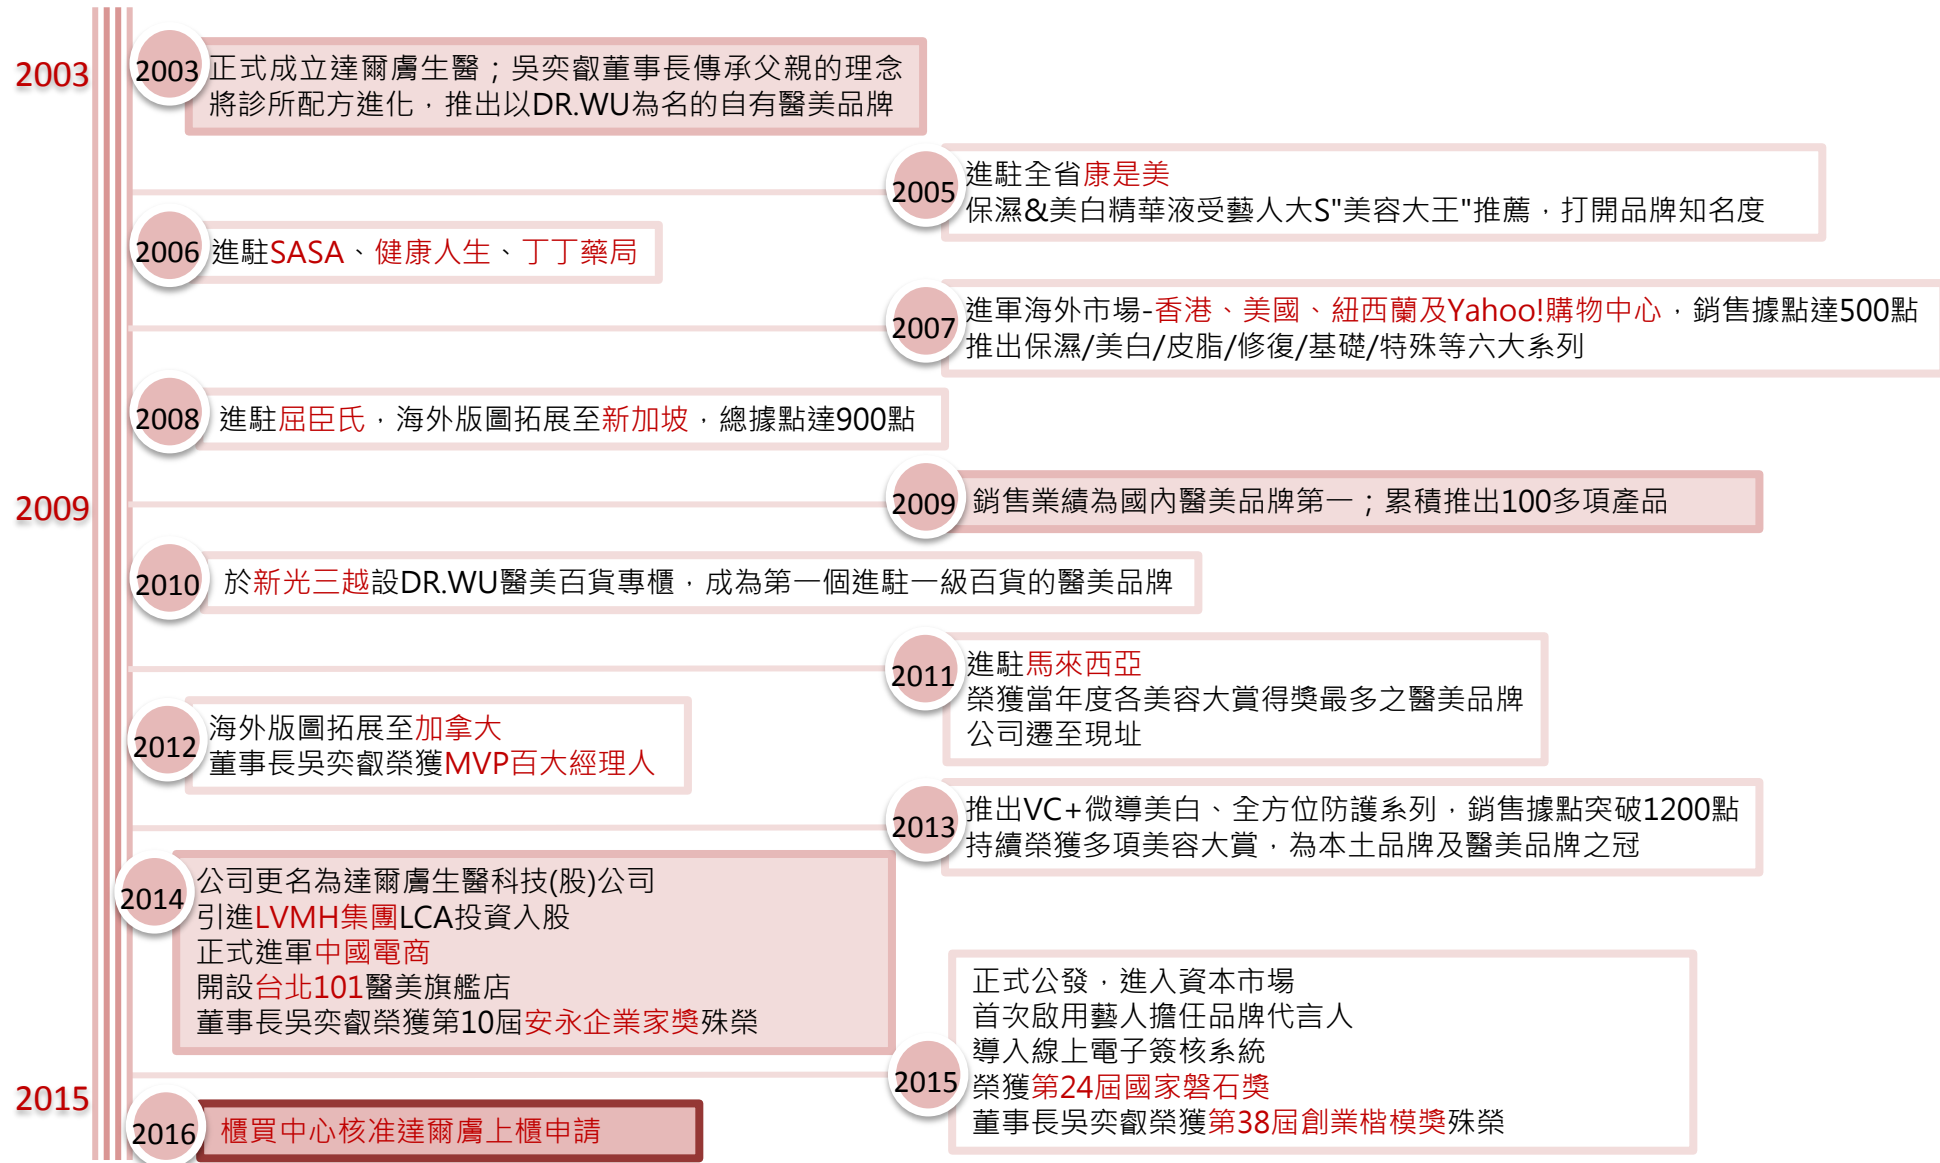 2003
2003
正式成立達爾膚生醫；吳奕叡董事長傳承父親的理念
將診所配方進化，推出以DR.WU為名的自有醫美品牌
2005
進駐全省康是美
保濕&美白精華液受藝人大S"美容大王"推薦，打開品牌知名度
2006
進駐SASA、健康人生、丁丁藥局
2007
進軍海外市場-香港、美國、紐西蘭及Yahoo!購物中心，銷售據點達500點
推出保濕/美白/皮脂/修復/基礎/特殊等六大系列
2008
進駐屈臣氏，海外版圖拓展至新加坡，總據點達900點
2009
2009
銷售業績為國內醫美品牌第一；累積推出100多項產品
2010
於新光三越設DR.WU醫美百貨專櫃，成為第一個進駐一級百貨的醫美品牌
2011
進駐馬來西亞
榮獲當年度各美容大賞得獎最多之醫美品牌
公司遷至現址
2012
海外版圖拓展至加拿大
董事長吳奕叡榮獲MVP百大經理人
2013
推出VC+微導美白、全方位防護系列，銷售據點突破1200點
持續榮獲多項美容大賞，為本土品牌及醫美品牌之冠
2014
公司更名為達爾膚生醫科技(股)公司
引進LVMH集團LCA投資入股
正式進軍中國電商
開設台北101醫美旗艦店
董事長吳奕叡榮獲第10屆安永企業家獎殊榮
2015
正式公發，進入資本市場
首次啟用藝人擔任品牌代言人
導入線上電子簽核系統
榮獲第24屆國家磐石獎
董事長吳奕叡榮獲第38屆創業楷模獎殊榮
2015
2016
櫃買中心核准達爾膚上櫃申請